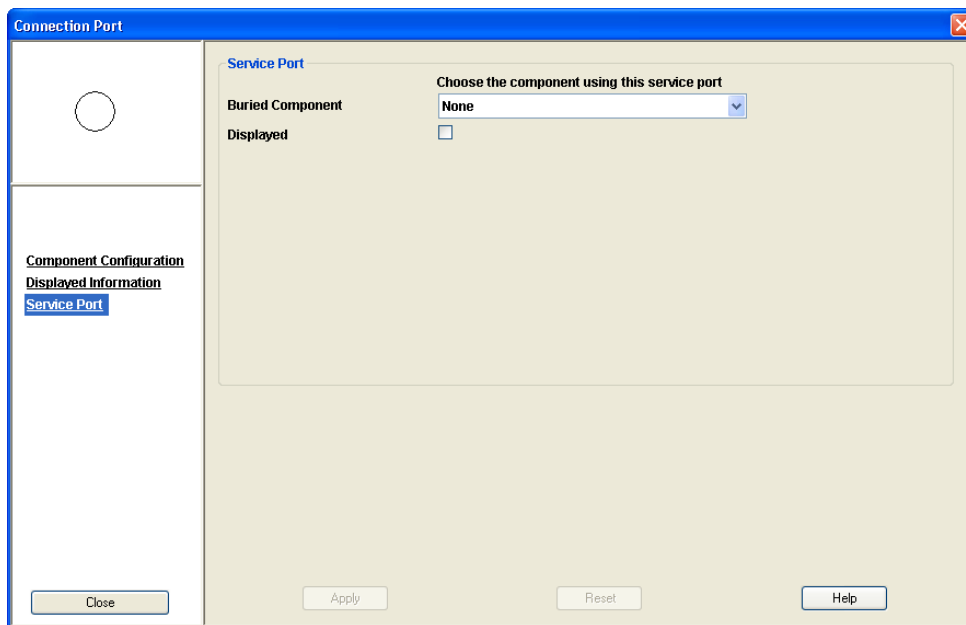 Connection Port
Service Port
Choose the component using this service port
Buried Component
None
Displayed
Component Configuration
Displayed Information
Service Port
Close
Apply
Reset
Help